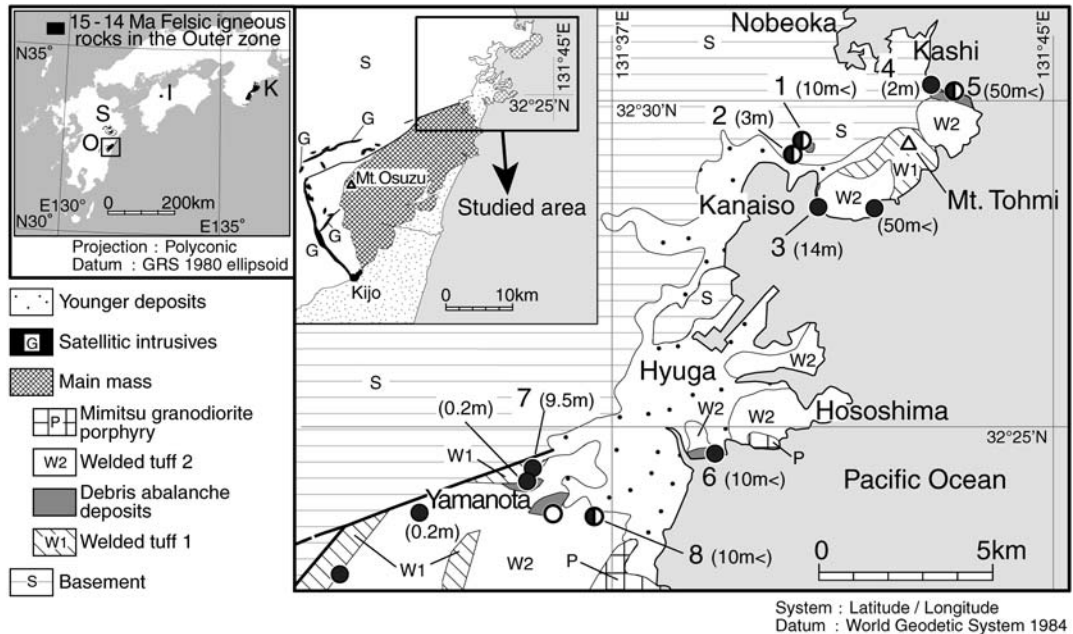 15 - 14 Ma Felsic igneous
rocks in the Outer zone
N35°
K
I
S
O
N30°
E130°
0 200km
E135°
Projection : Polyconic
Datum : GRS 1980 ellipsoid
Younger deposits
G Satellitic intrusives
Main mass
P Mimitsu granodiorite
porphyry
W2 Welded tuff 2
Debris abalanche
deposits
W1 Welded tuff 1
S Basement
S
G
G
G
G
Mt. Osuzu
Kijo
0 10km
131°45'E
32°25'N
Studied area
131°37'E
131°45'E
Nobeoka
S
Kashi
4
(2m)
5 (50m<)
1 (10m<)
32°30'N
2 (3m)
S
W2
W1
W2
Mt. Tohmi
Kanaiso
3 (14m)
(50m<)
S
Hyuga
W2
W2
W2
Hososhima
S
7 (9.5m)
(0.2m)
32°25'N
P
W1
6 (10m<)
Pacific Ocean
Yamanota
(0.2m)
8 (10m<)
W1
W2
P
0 5km
System : Latitude / Longitude
Datum : World Geodetic System 1984